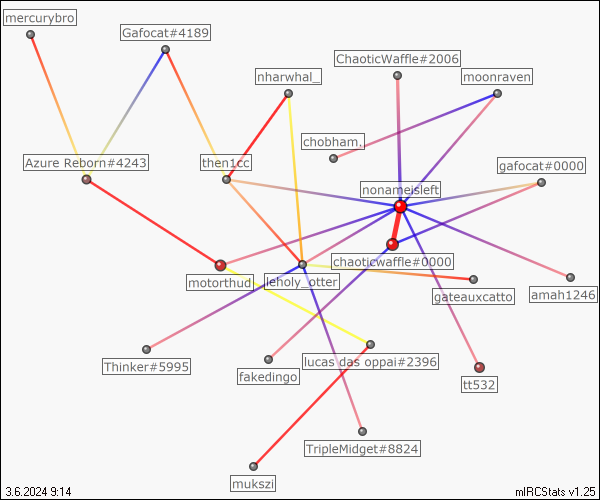 mercurybro
Gafocat#4189
ChaoticWaffle#2006
nharwhal_
moonraven
chobham.
Azure Reborn#4243
then1cc
gafocat#0000
nonameisleft
chaoticwaffle#0000
motorthud
leholy_otter
gateauxcatto
amah1246
Thinker#5995
fakedingo
lucas das oppai#2396
tt532
TripleMidget#8824
mukszi
3.6.2024 9:14
mIRCStats v1.25